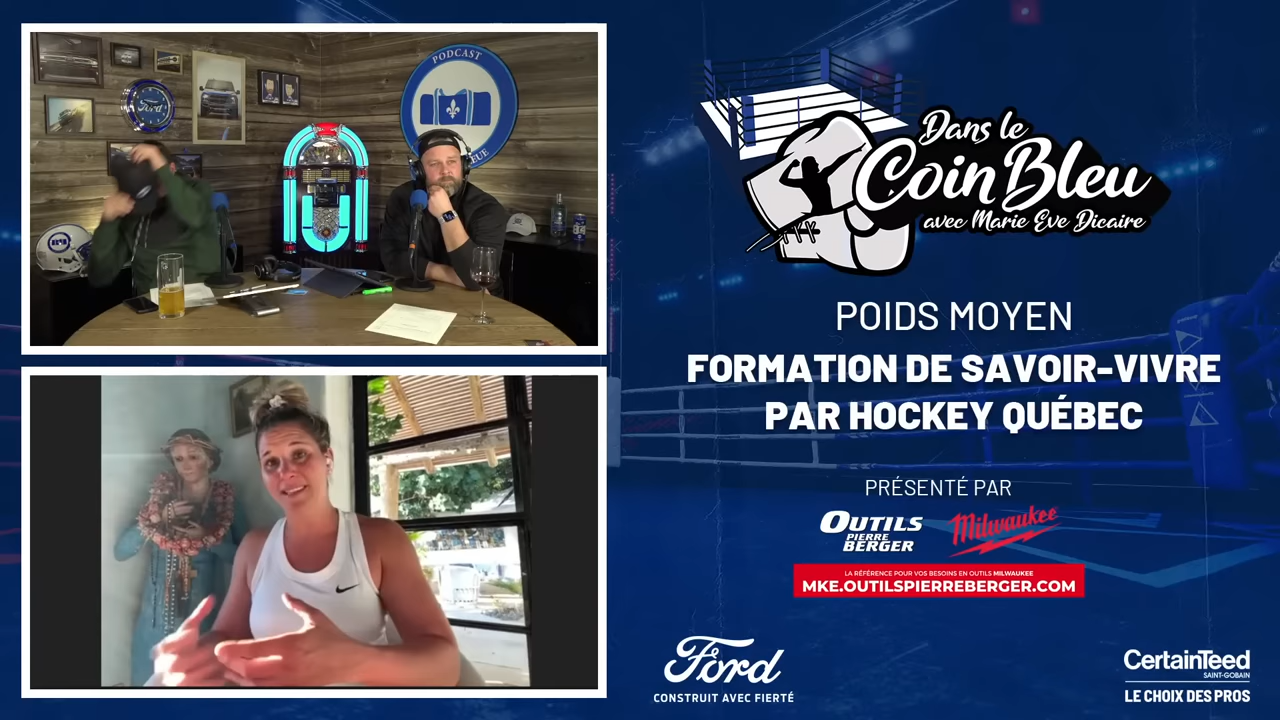 PODCAST
Ford
Dans le
Coin Bleu
avec Marie Eve Dicaire
POIDS MOYEN
FORMATION DE SAVOIR-VIVRE
PAR HOCKEY QUÉBEC
PRÉSENTÉ PAR
OUTILS
PIERRE
BERGER
Milwaukee
LA RÉFÉRENCE POUR VOS BESOINS EN OUTILS MILWAUKEE
MKE.OUTILSPIERREBERGER.COM
Ford
CONSTRUIT AVEC FIERTÉ
CertainTeed
SAINT-GOBAIN
LE CHOIX DES PROS